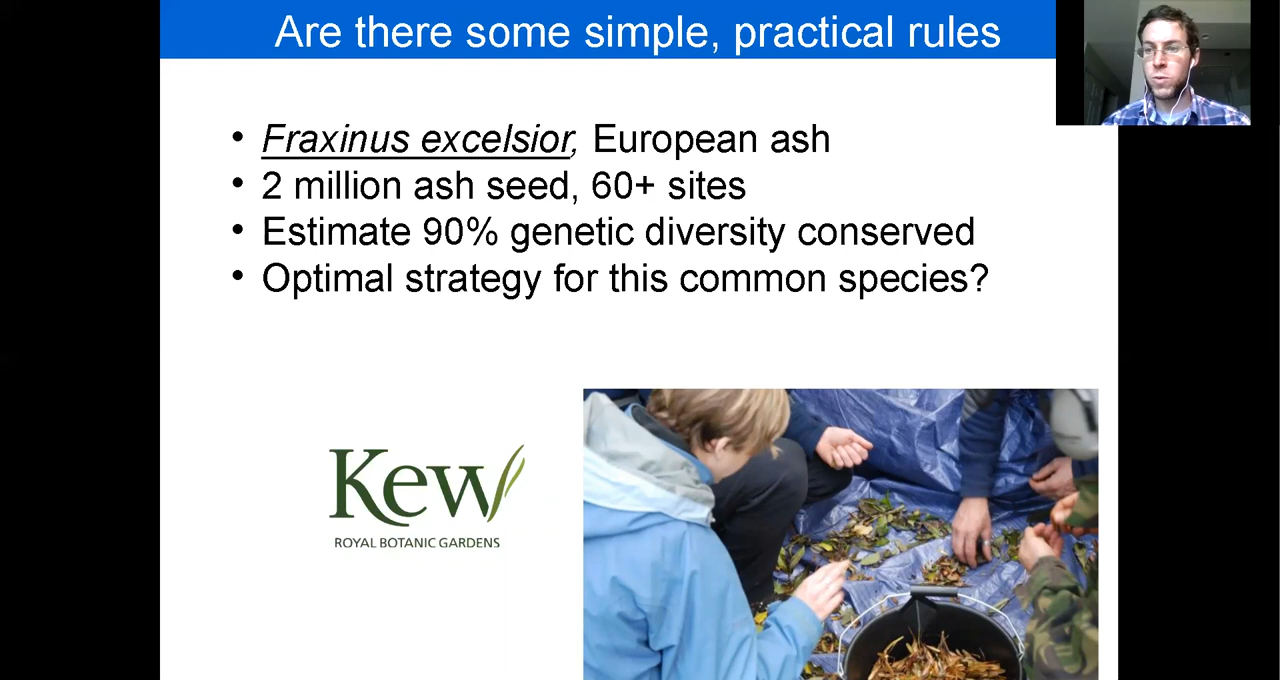 Are there some simple, practical rules
• Fraxinus excelsior, European ash
• 2 million ash seed, 60+ sites
• Estimate 90% genetic diversity conserved
• Optimal strategy for this common species?
Kew
ROYAL BOTANIC GARDENS